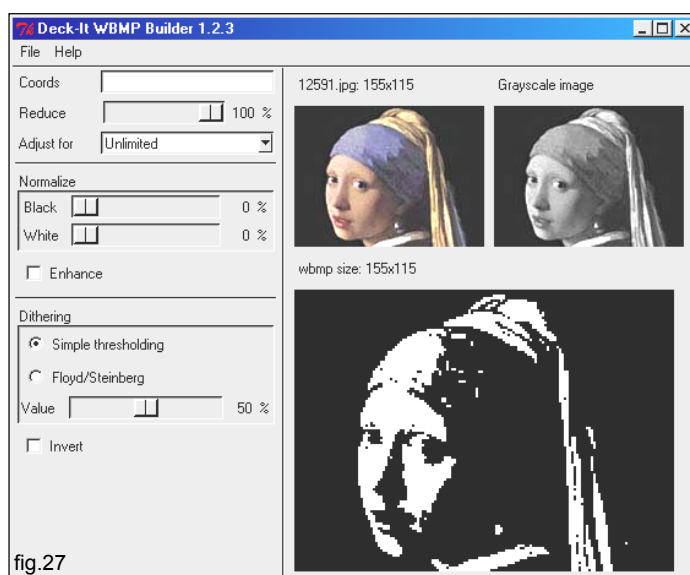 Deck-It WBMP Builder 1.2.3
File Help
Coords
Reduce 100 %
Adjust for Unlimited
Normalize
Black 0 %
White 0 %
Enhance
Dithering
Simple thresholding
Floyd/Steinberg
Value 50 %
Invert
fig.27
12591.jpg: 155x115 Grayscale image
wbmp size: 155x115